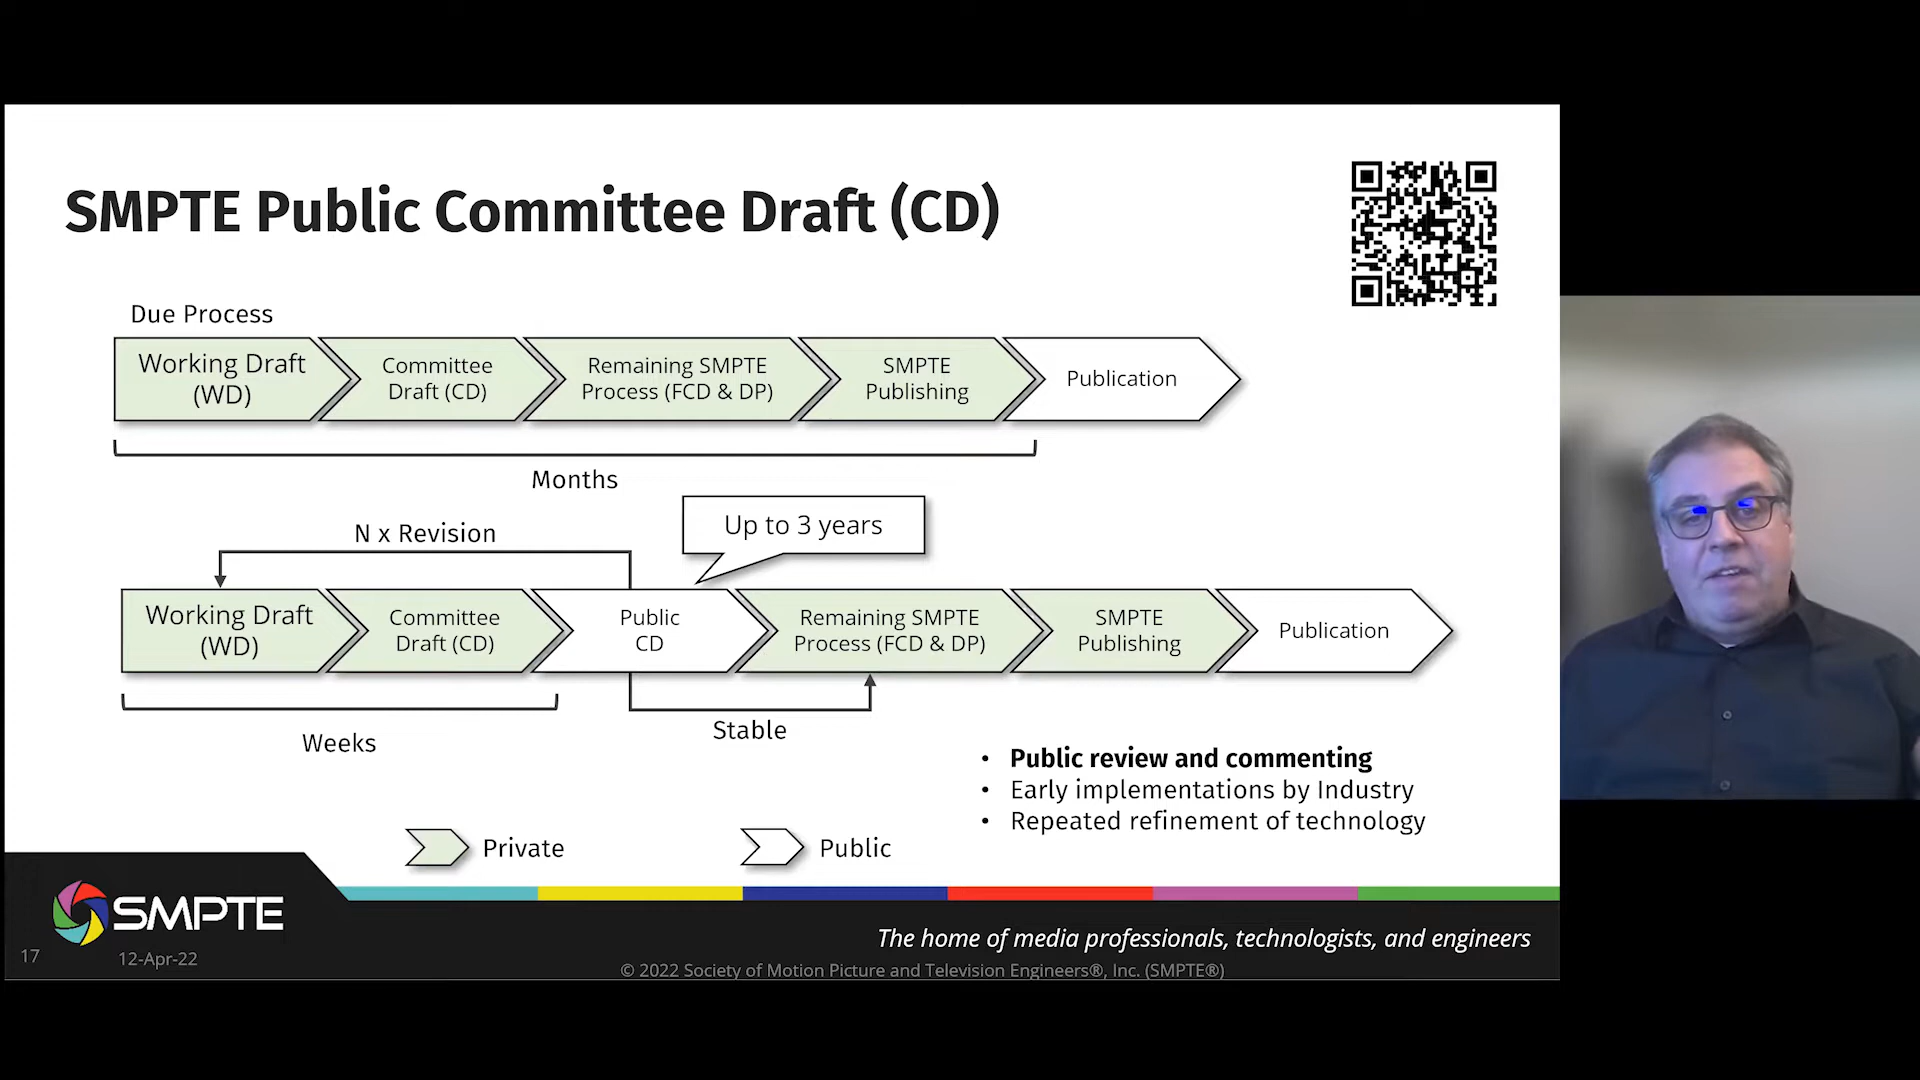 SMPTE Public Committee Draft (CD)
Due Process
Working Draft
(WD)
Committee
Draft (CD)
Remaining SMPTE
Process (FCD & DP)
SMPTE
Publishing
Publication
Months
N x Revision
Up to 3 years
Working Draft
(WD)
Committee
Draft (CD)
Public
CD
Remaining SMPTE
Process (FCD & DP)
SMPTE
Publishing
Publication
Weeks
Stable
• Public review and commenting
• Early implementations by Industry
• Repeated refinement of technology
Private
Public
SMPTE
The home of media professionals, technologists, and engineers
17
12-Apr-22
© 2022 Society of Motion Picture and Television Engineers®, Inc. (SMPTE®)